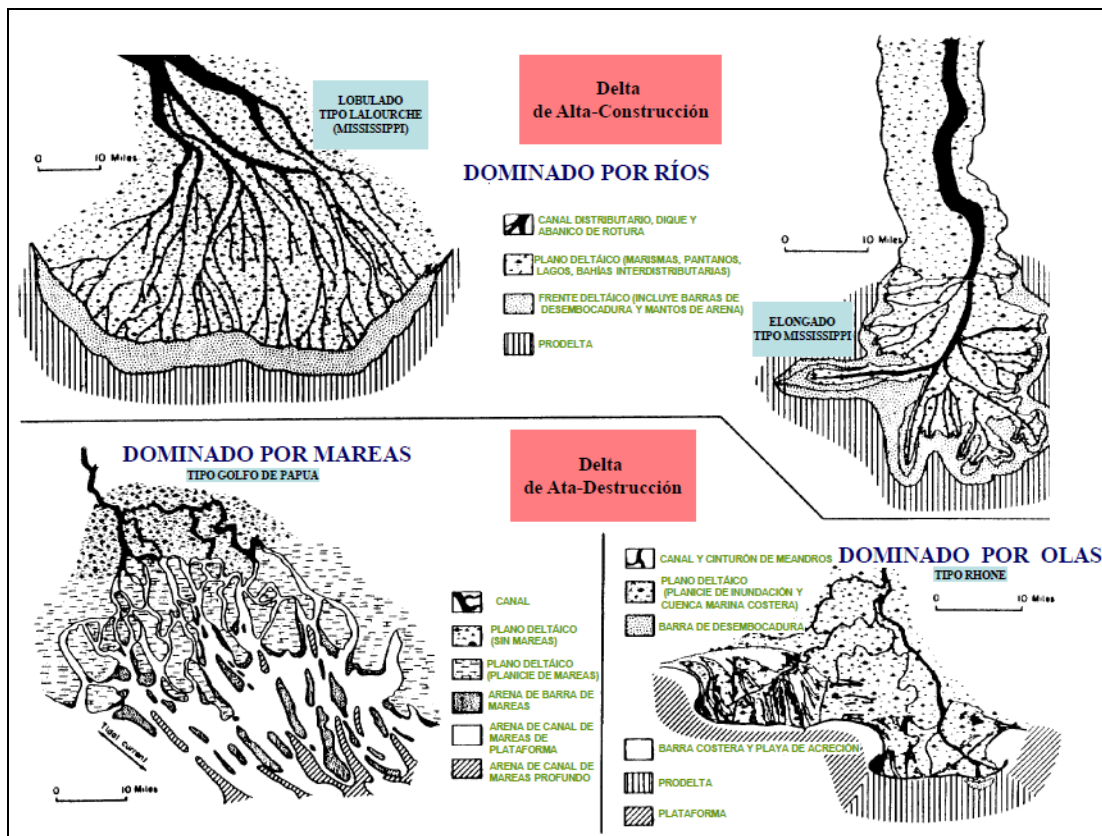 LOBULADO
TIPO LALOURCHE
(MISSISSIPPI)
0 10 Miles
Delta
de Alta-Construcción
DOMINADO POR RÍOS
CANAL DISTRIBUTARIO, DIQUE Y
ABANICO DE ROTURA
PLANO DELTÁICO (MARISMAS, PANTANOS,
LAGOS, BAHÍAS INTERDISTRIBUTARIAS)
FRENTE DELTÁICO (INCLUYE BARRAS DE
DESEMBOCADURA Y MANTOS DE ARENA)
PRODELTA
0 10 Miles
ELONGADO
TIPO MISSISSIPPI
DOMINADO POR MAREAS
TIPO GOLFO DE PAPUA
Delta
de Ata-Destrucción
CANAL
PLANO DELTÁICO
(SIN MAREAS)
PLANO DELTÁICO
(PLANICIE DE MAREAS)
ARENA DE BARRA DE
MAREAS
ARENA DE CANAL DE
MAREAS DE
PLATAFORMA
ARENA DE CANAL DE
MAREAS PROFUNDO
Tidal current
0 10 Miles
CANAL Y CINTURÓN DE MEANDROS
PLANO DELTÁICO
(PLANICIE DE INUNDACIÓN Y
CUENCA MARINA COSTERA)
BARRA DE DESEMBOCADURA
DOMINADO POR OLAS
TIPO RHONE
0 10 Miles
BARRA COSTERA Y PLAYA DE ACRECIÓN
PRODELTA
PLATAFORMA